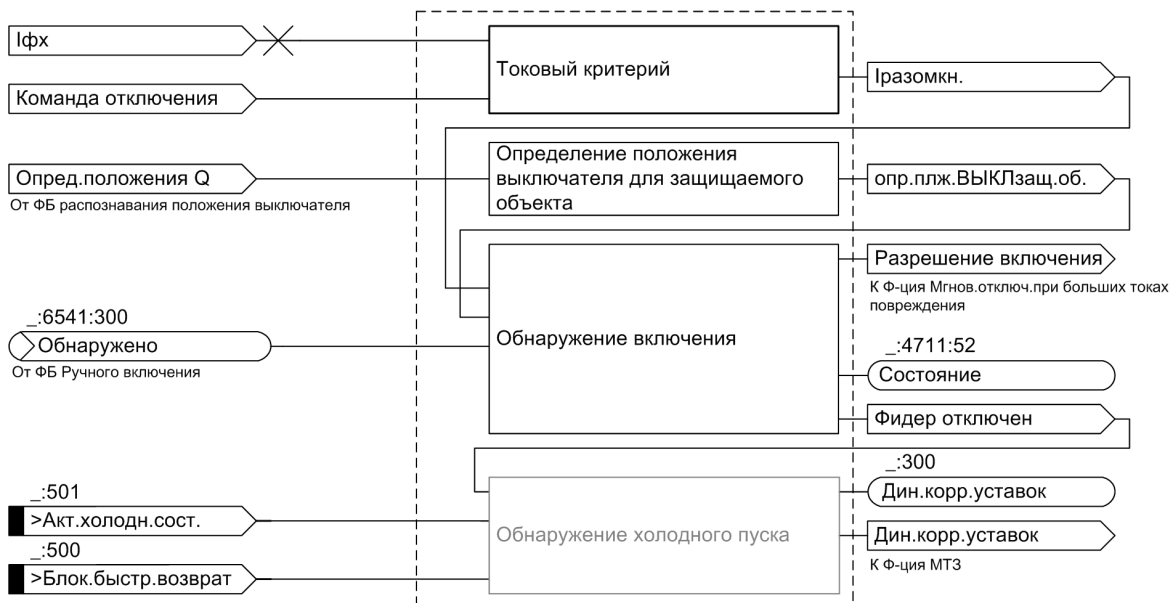 Iфx
Токовый критерий
Iразомкн.
Команда отключения
Определение положения
выключателя для защищаемого
объекта
Опред.положения Q
опр.плж.ВЫКЛзащ.об.
От ФБ распознавания положения выключателя
Разрешение включения
К Ф-ция Мгнов.отключ.при больших токах
повреждения
_:6541:300
Обнаружено
От ФБ Ручного включения
Обнаружение включения
_:4711:52
Состояние
Фидер отключен
_:300
Дин.корр.уставок
_:501
>Акт.холодн.сост.
Обнаружение холодного пуска
Дин.корр.уставок
К Ф-ция МТЗ
_:500
>Блок.быстр.возврат